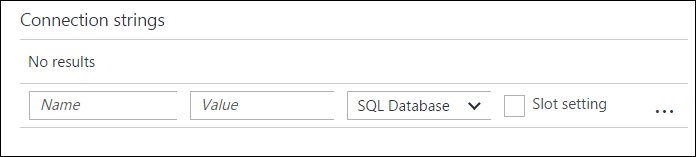 Connection strings
No results
Name Value SQL Database Slot setting ...